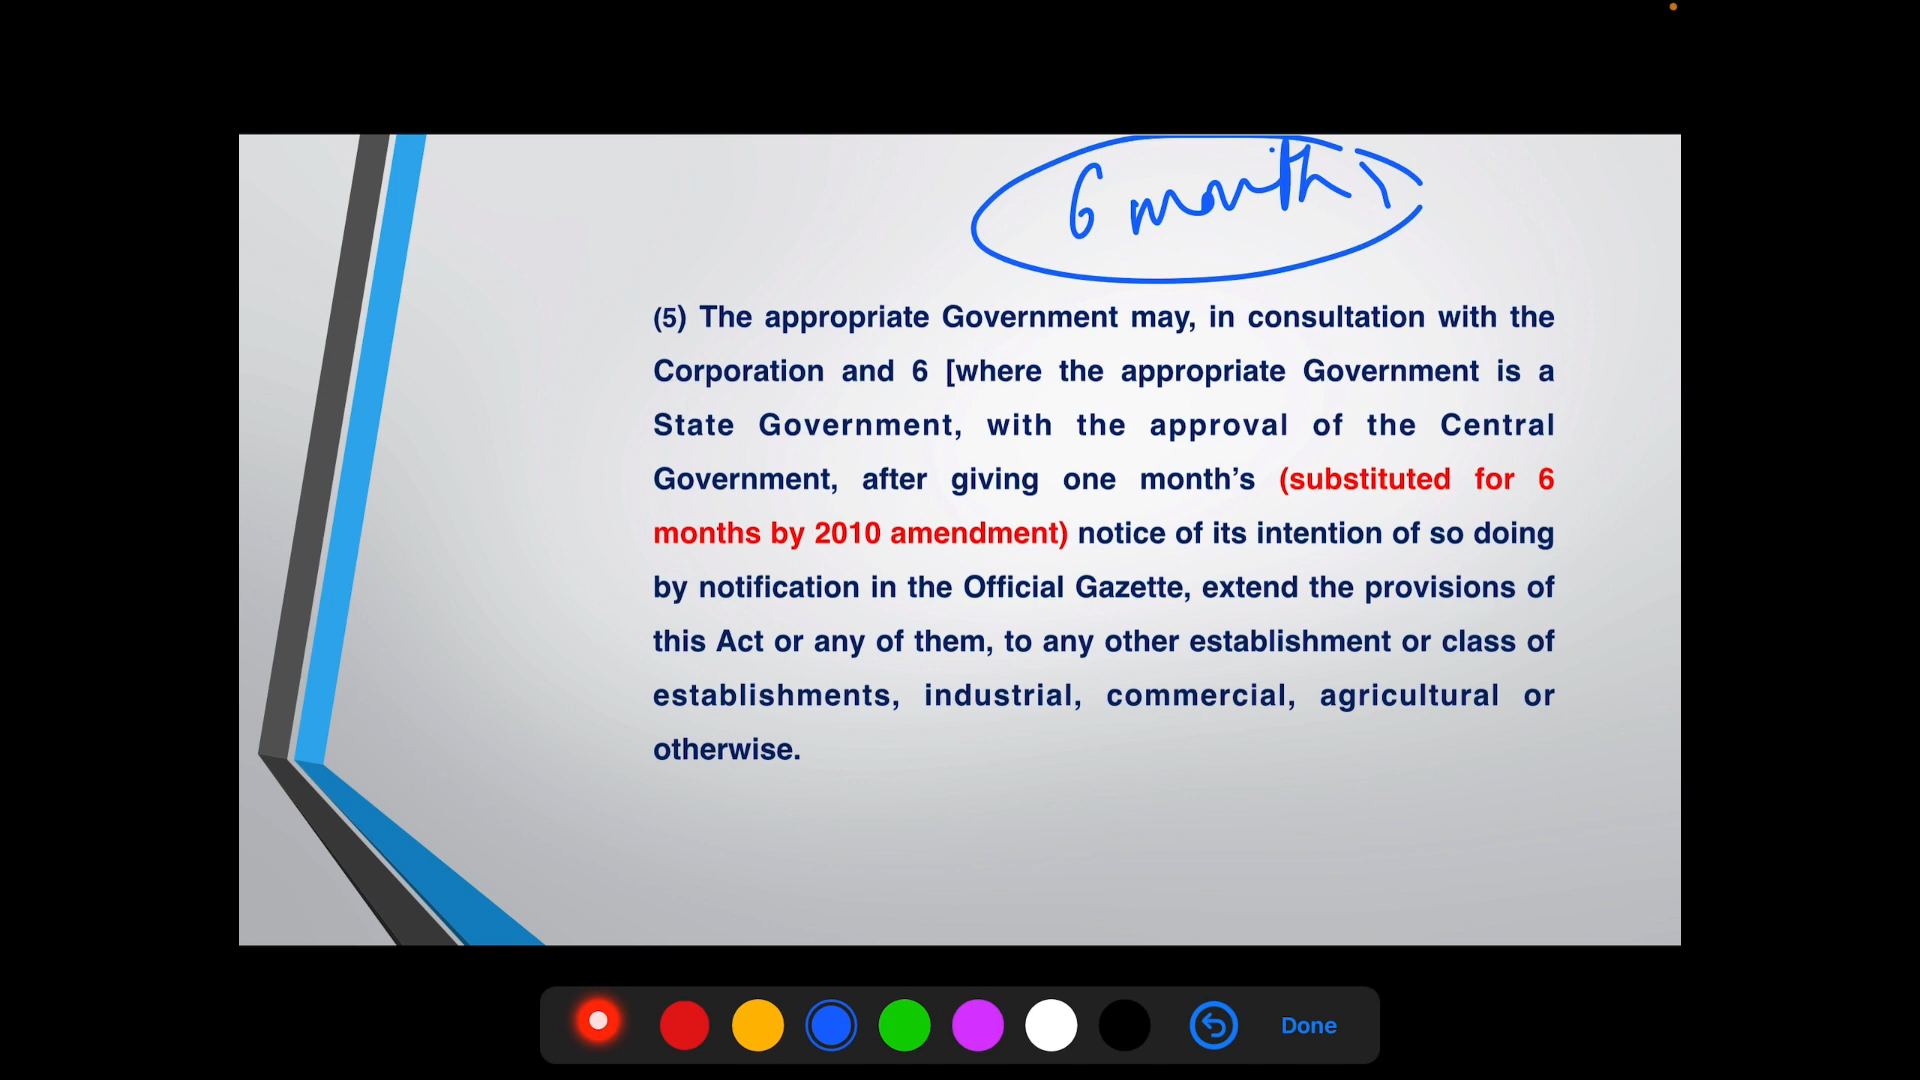 6 months
(5) The appropriate Government may, in consultation with the
Corporation and 6 [where the appropriate Government is a
State Government, with the approval of the Central
Government, after giving one month’s (substituted for 6
months by 2010 amendment) notice of its intention of so doing
by notification in the Official Gazette, extend the provisions of
this Act or any of them, to any other establishment or class of
establishments, industrial, commercial, agricultural or
otherwise.
Done